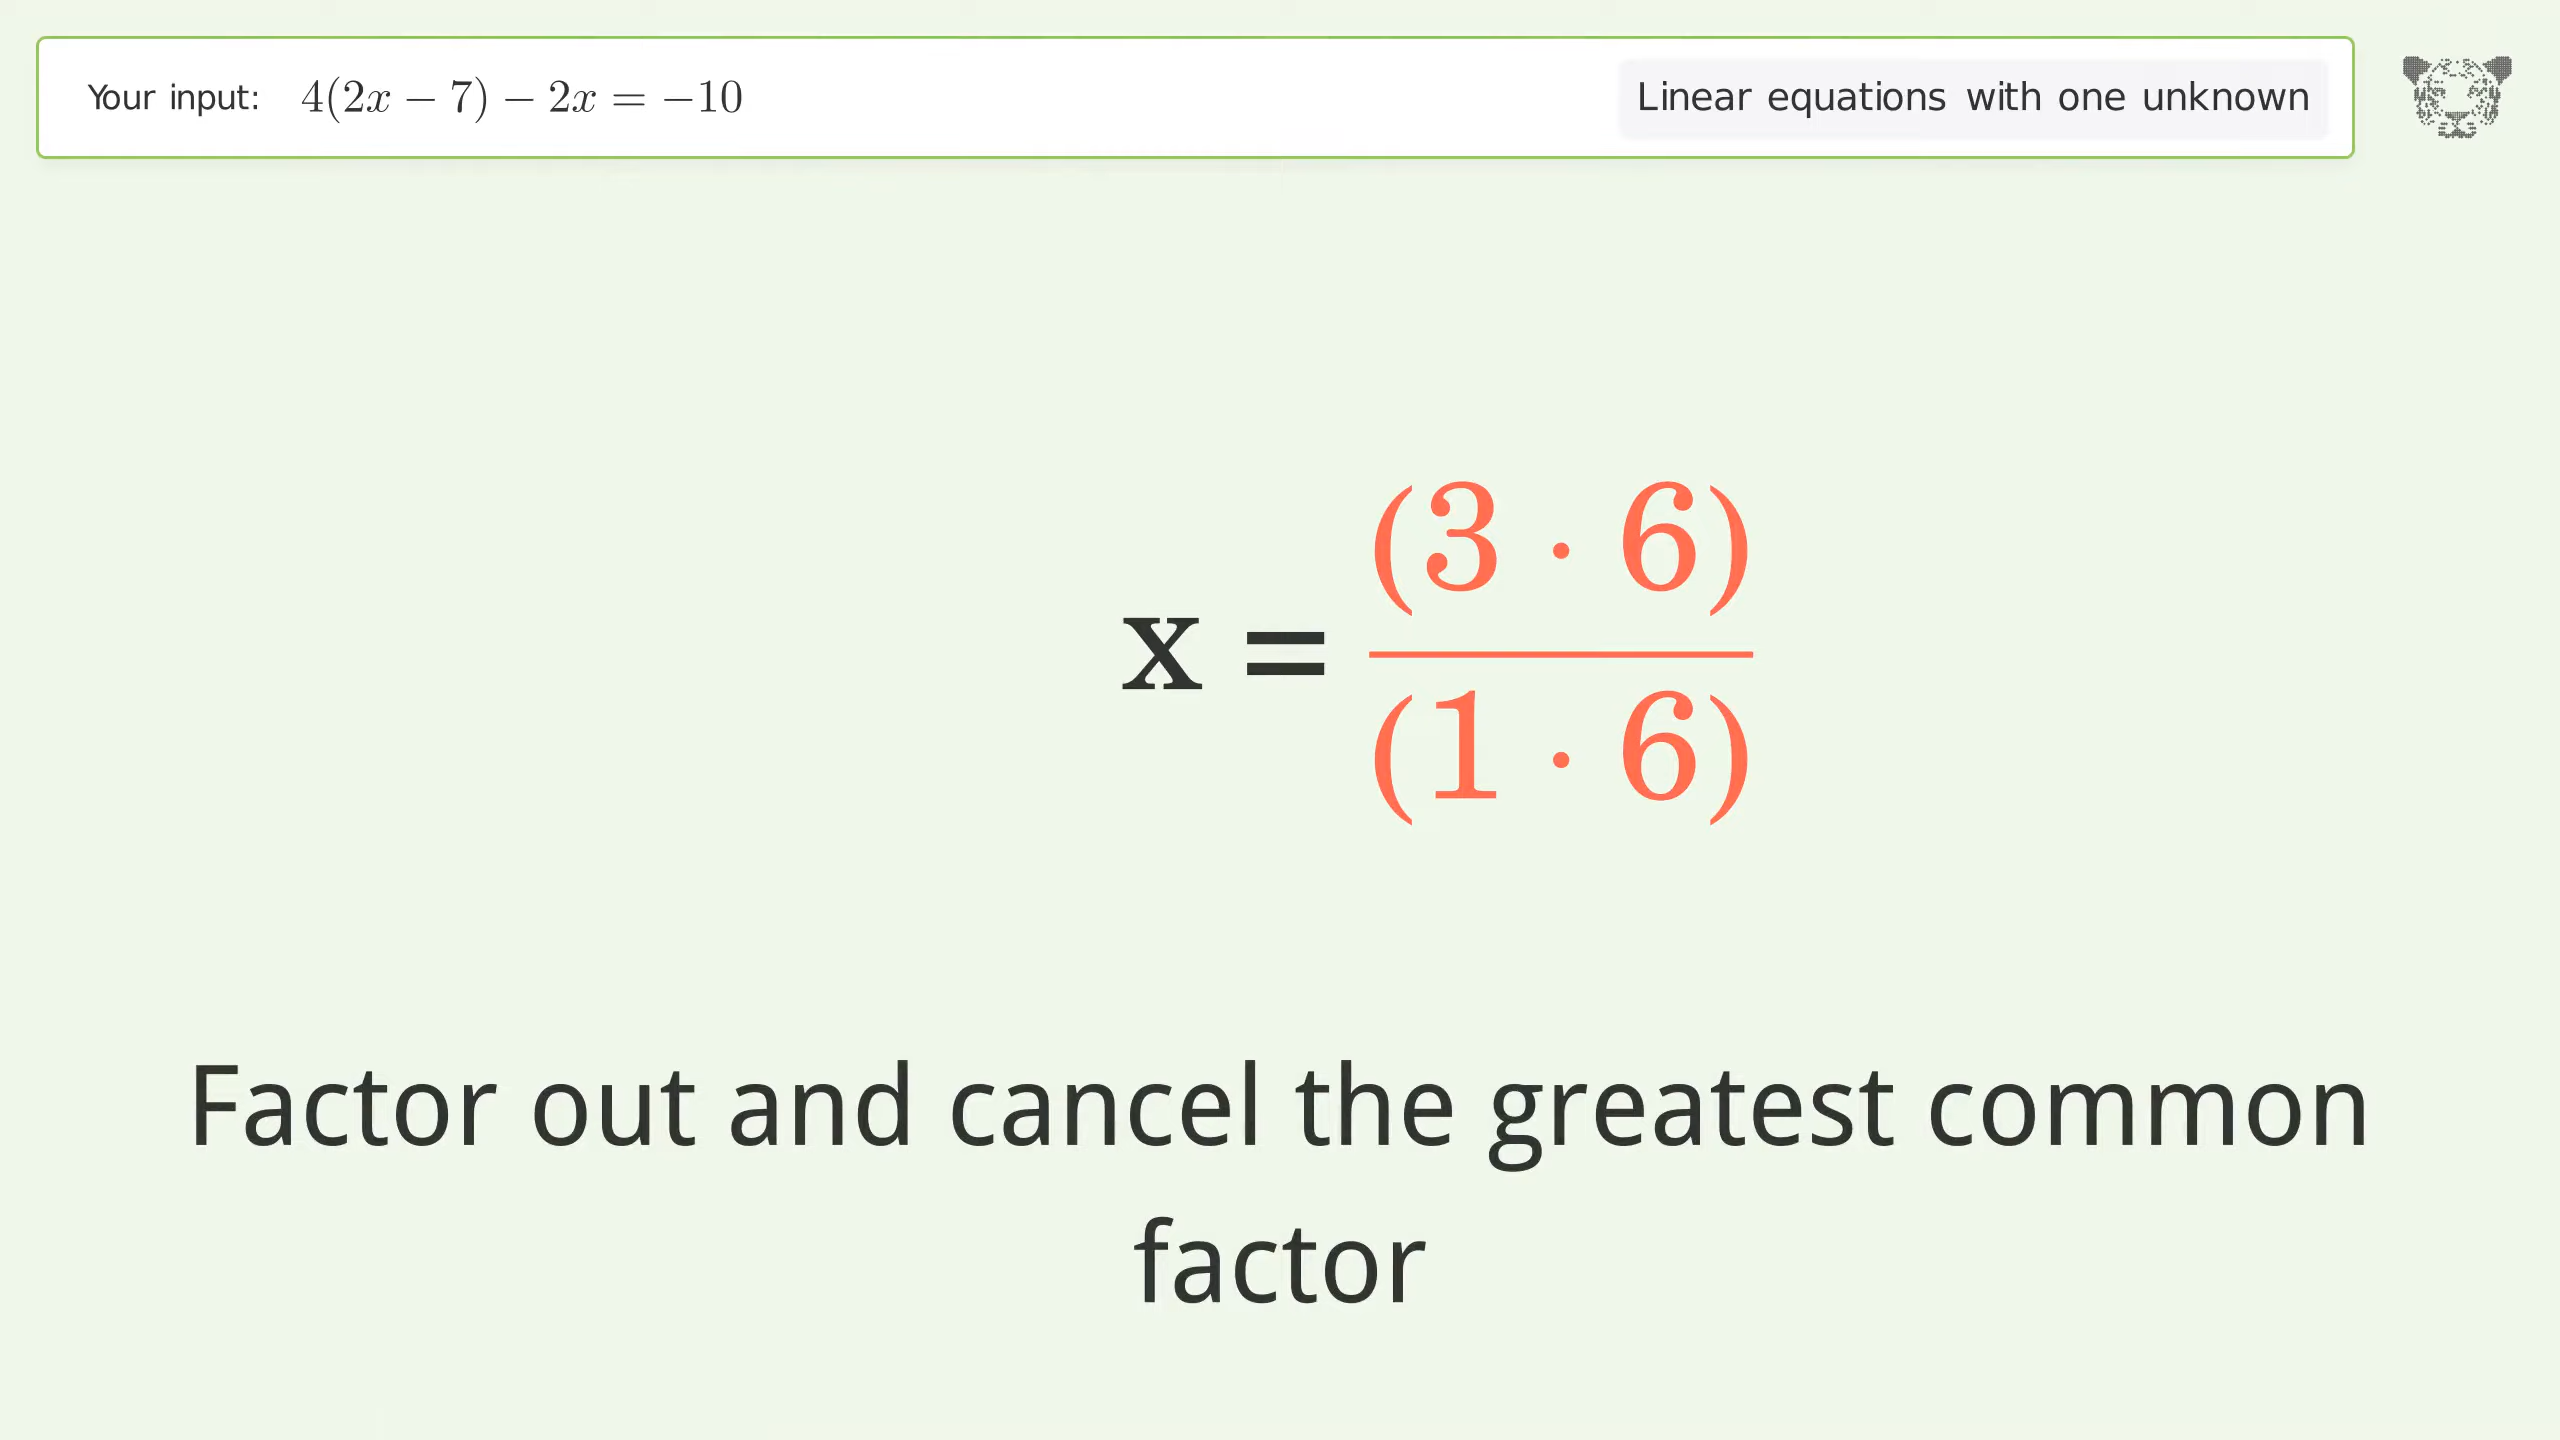 Your input: 4(2x − 7) − 2x = −10
Linear equations with one unknown
x = (3 · 6) / (1 · 6)
Factor out and cancel the greatest common
factor